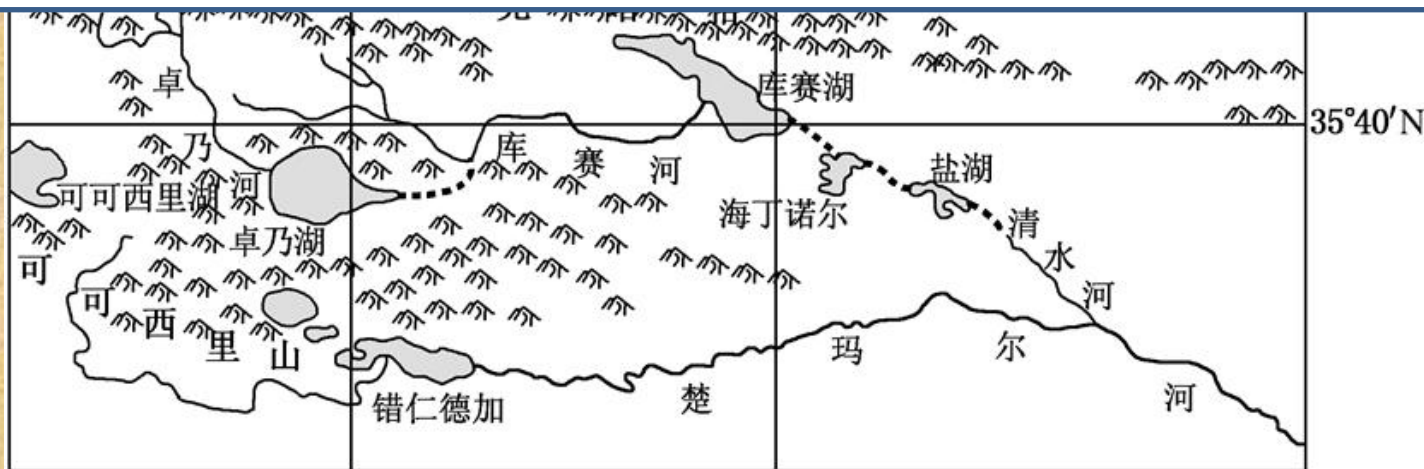 卓乃河
库赛湖
35°40′N
库赛河
可可西里湖
盐湖
海丁诺尔
卓乃湖
清水河
可可西里山
错仁德加
楚玛尔河